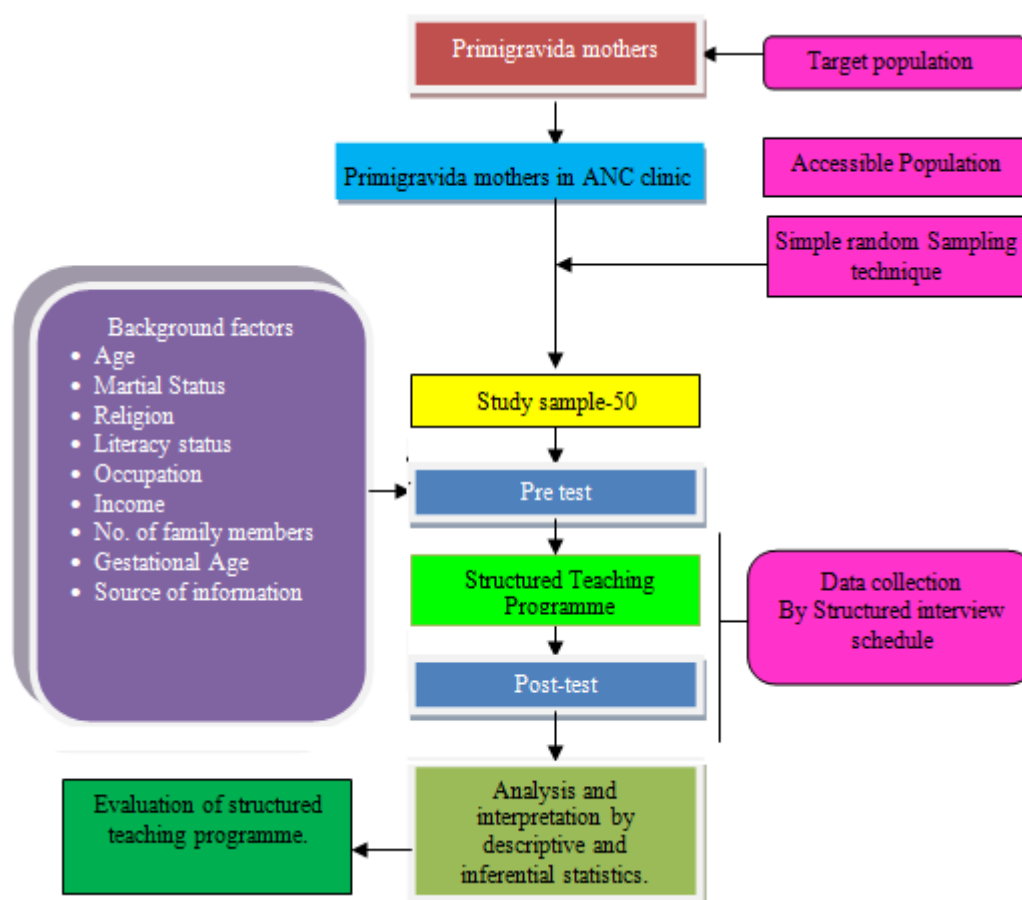 Primigravida mothers
Target population
Primigravida mothers in ANC clinic
Accessible Population
Simple random Sampling
technique
Background factors
• Age
• Martial Status
• Religion
• Literacy status
• Occupation
• Income
• No. of family members
• Gestational Age
• Source of information
Study sample-50
Pre test
Structured Teaching
Programme
Post-test
Data collection
By Structured interview
schedule
Analysis and
interpretation by
descriptive and
inferential statistics.
Evaluation of structured
teaching programme.